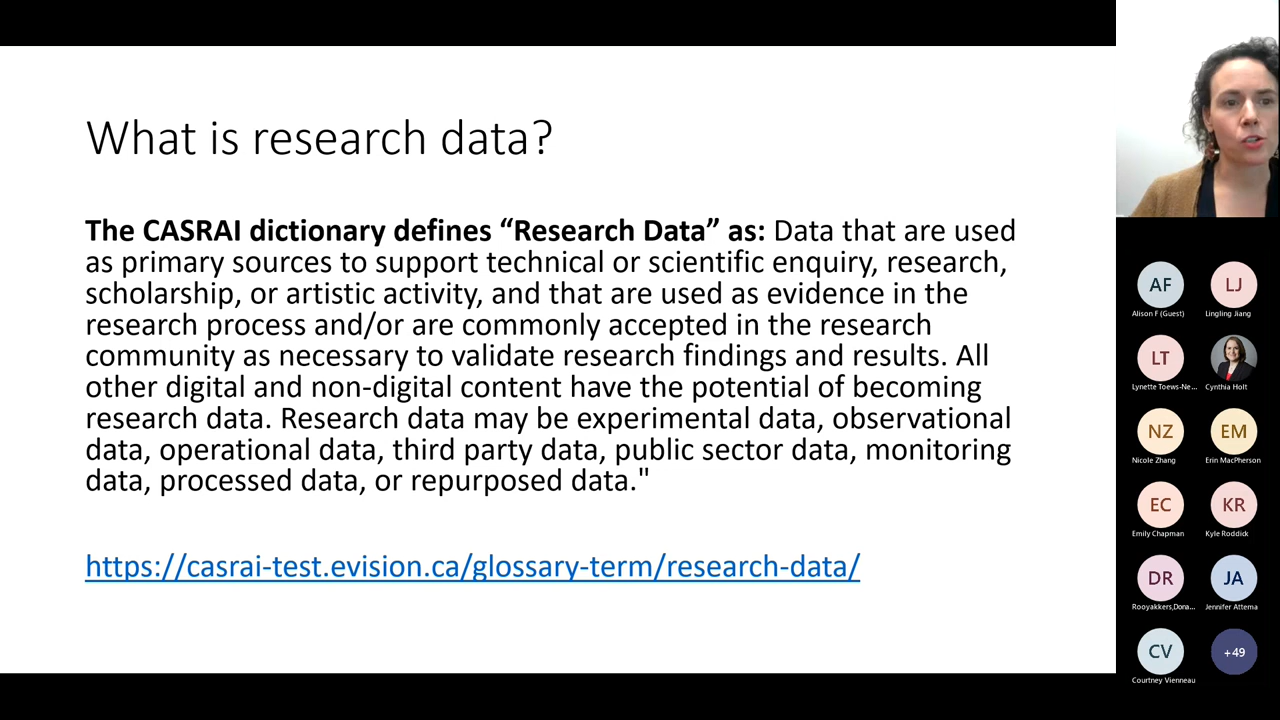 What is research data?
The CASRAI dictionary defines “Research Data” as: Data that are used
as primary sources to support technical or scientific enquiry, research,
scholarship, or artistic activity, and that are used as evidence in the
research process and/or are commonly accepted in the research
community as necessary to validate research findings and results. All
other digital and non-digital content have the potential of becoming
research data. Research data may be experimental data, observational
data, operational data, third party data, public sector data, monitoring
data, processed data, or repurposed data."
https://casrai-test.evision.ca/glossary-term/research-data/
AF
LJ
Alison F (Guest)
Lingling Jiang
LT
Lynette Toews-Ne...
Cynthia Holt
NZ
EM
Nicole Zhang
Erin MacPherson
EC
KR
Emily Chapman
Kyle Roddick
DR
JA
Rooyakkers,Dona...
Jennifer Attema
CV
+49
Courtney Vienneau